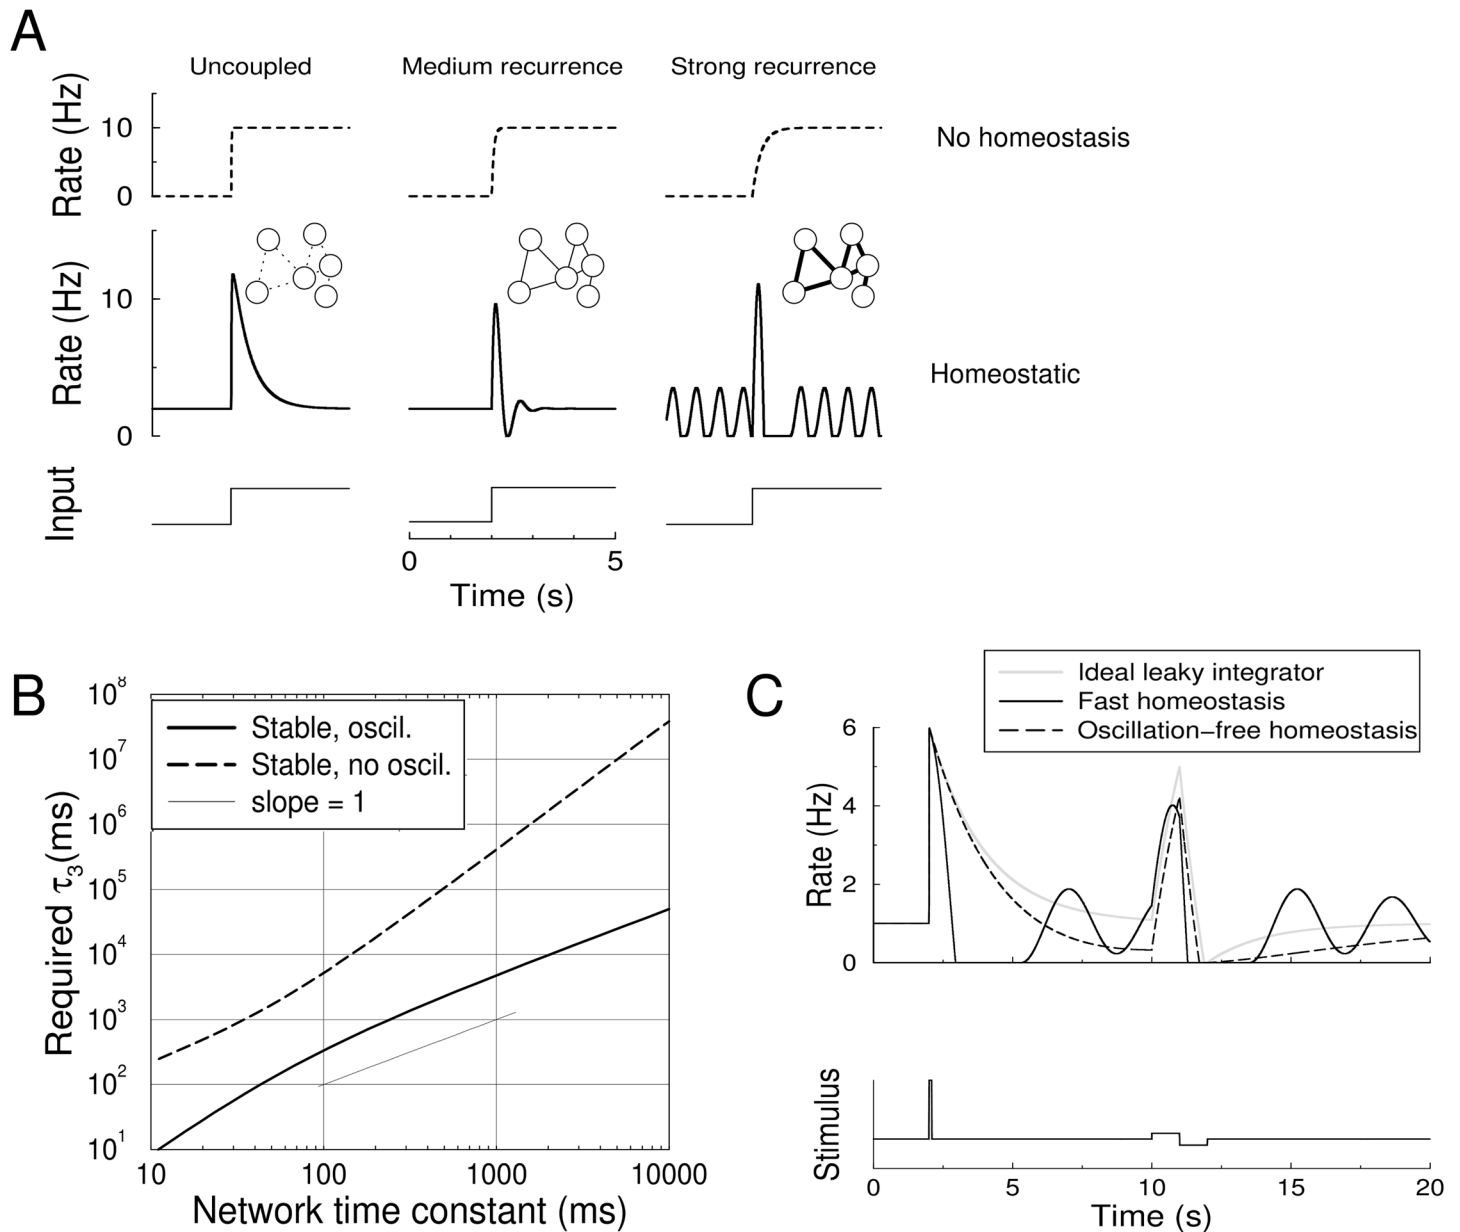 A
Uncoupled
Medium recurrence
Strong recurrence
Rate (Hz)
10
0
No homeostasis
Rate (Hz)
10
0
Homeostatic
Input
0
5
Time (s)
B
10^8
10^7
10^6
10^5
10^4
10^3
10^2
10^1
Required τ_3(ms)
Stable, oscil.
Stable, no oscil.
slope = 1
10
100
1000
10000
Network time constant (ms)
C
Ideal leaky integrator
Fast homeostasis
Oscillation−free homeostasis
6
4
2
0
Rate (Hz)
Stimulus
0
5
10
15
20
Time (s)